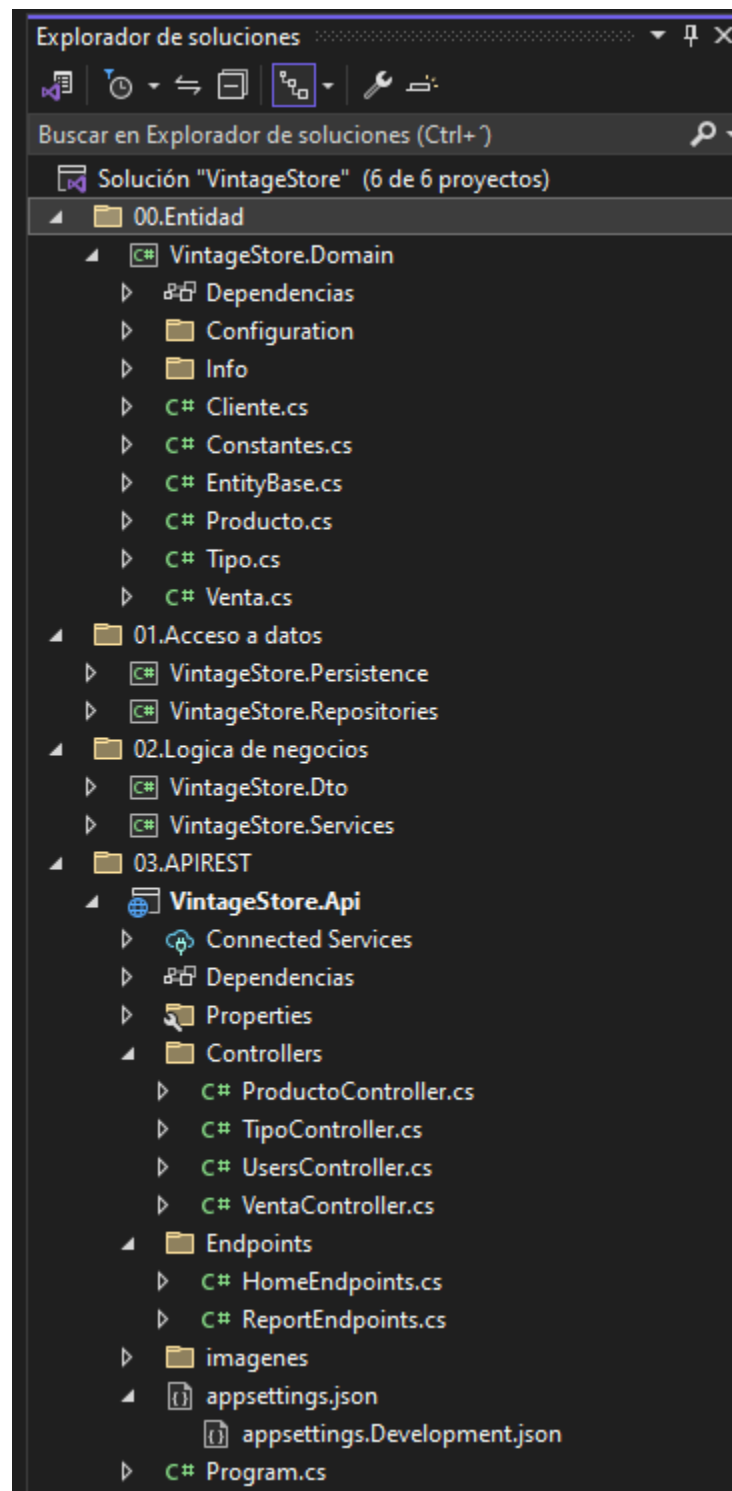 Explorador de soluciones
Buscar en Explorador de soluciones (Ctrl+´)
Solución "VintageStore" (6 de 6 proyectos)
00.Entidad
C# VintageStore.Domain
Dependencias
Configuration
Info
C# Cliente.cs
C# Constantes.cs
C# EntityBase.cs
C# Producto.cs
C# Tipo.cs
C# Venta.cs
01.Acceso a datos
C# VintageStore.Persistence
C# VintageStore.Repositories
02.Logica de negocios
C# VintageStore.Dto
C# VintageStore.Services
03.APIREST
VintageStore.Api
Connected Services
Dependencias
Properties
Controllers
C# ProductoController.cs
C# TipoController.cs
C# UsersController.cs
C# VentaController.cs
Endpoints
C# HomeEndpoints.cs
C# ReportEndpoints.cs
imagenes
appsettings.json
appsettings.Development.json
C# Program.cs